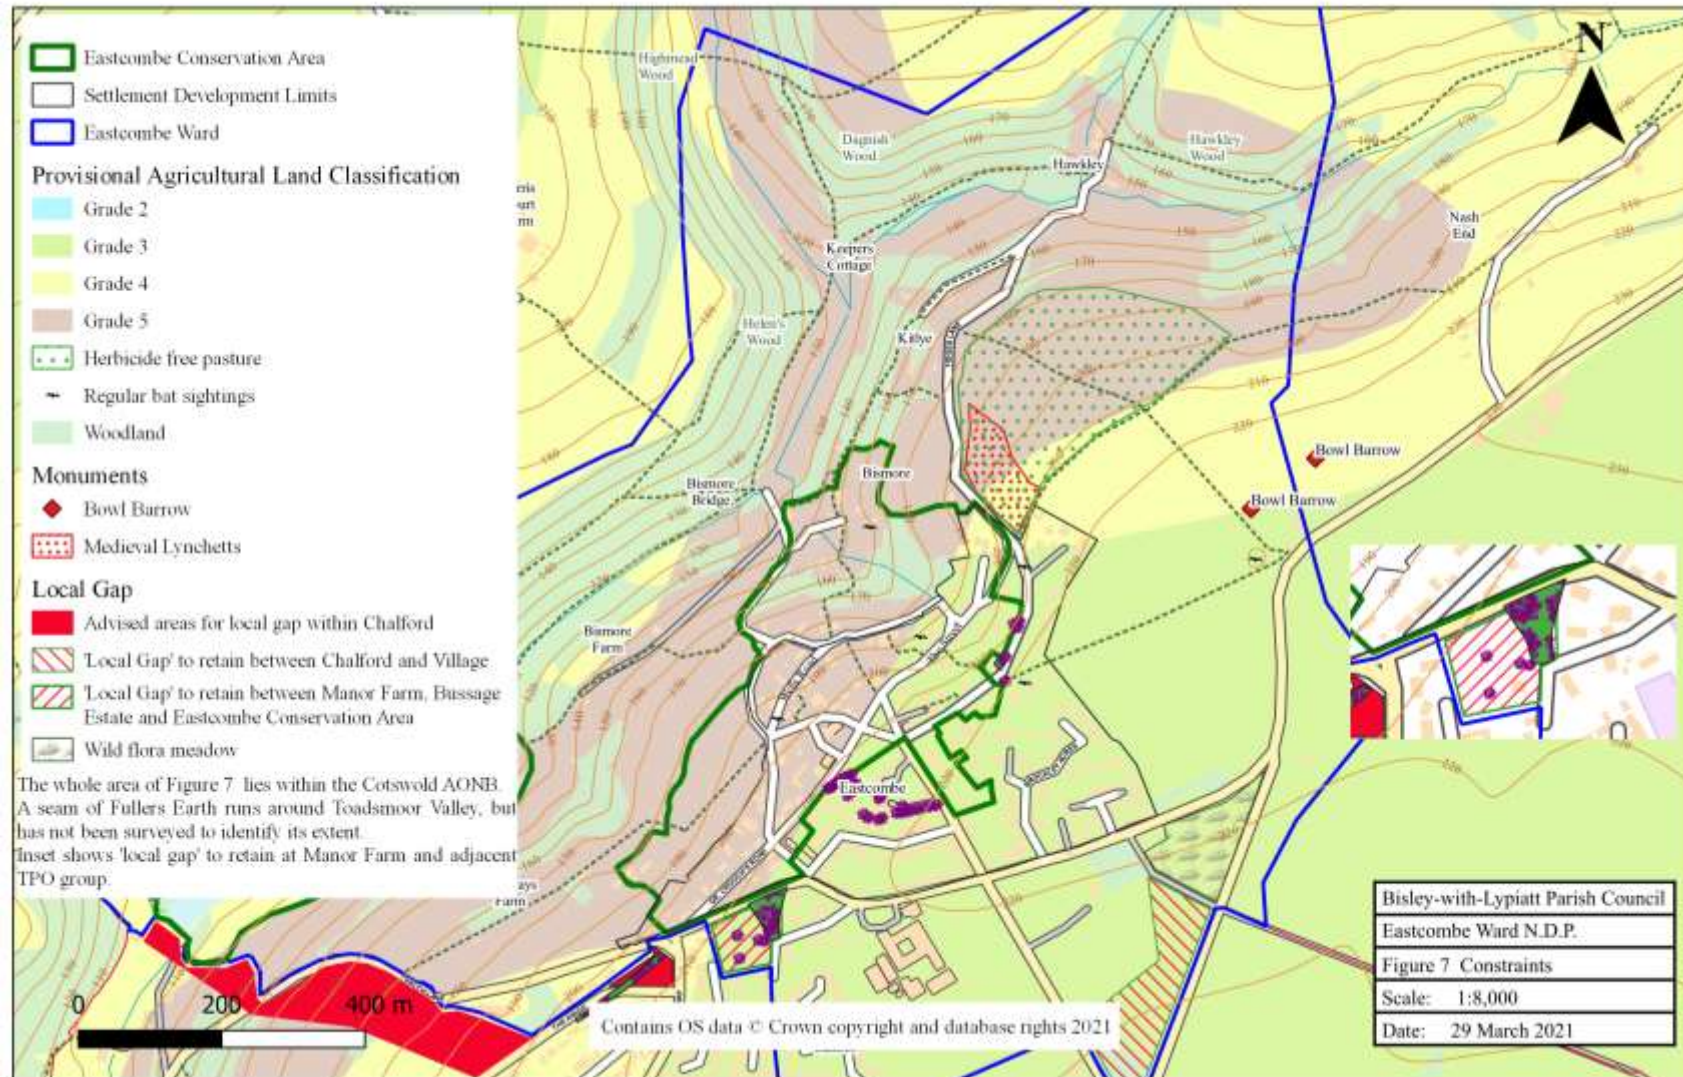 Eastcombe Conservation Area
Settlement Development Limits
Eastcombe Ward
Provisional Agricultural Land Classification
Grade 2
Grade 3
Grade 4
Grade 5
Herbicide free pasture
Regular bat sightings
Woodland
Monuments
Bowl Barrow
Medieval Lynchetts
Local Gap
Advised areas for local gap within Chalford
'Local Gap' to retain between Chalford and Village
'Local Gap' to retain between Manor Farm, Bussage
Estate and Eastcombe Conservation Area
Wild flora meadow
The whole area of Figure 7 lies within the Cotswold AONB.
A seam of Fullers Earth runs around Toadsmoor Valley, but
has not been surveyed to identify its extent.
Inset shows 'local gap' to retain at Manor Farm and adjacent
TPO group.
0 200 400 m
Highmead
Wood
Dagnish
Wood
Hawkley
Hawkley
Wood
Nash
End
Keepers
Cottage
Helen's
Wood
Kitlye
Bismore
Bismore
Bridge
Bismore
Farm
Bowl Barrow
Bowl Barrow
Eastcombe
Farm
N
Contains OS data © Crown copyright and database rights 2021
Bisley-with-Lypiatt Parish Council
Eastcombe Ward N.D.P.
Figure 7 Constraints
Scale: 1:8,000
Date: 29 March 2021